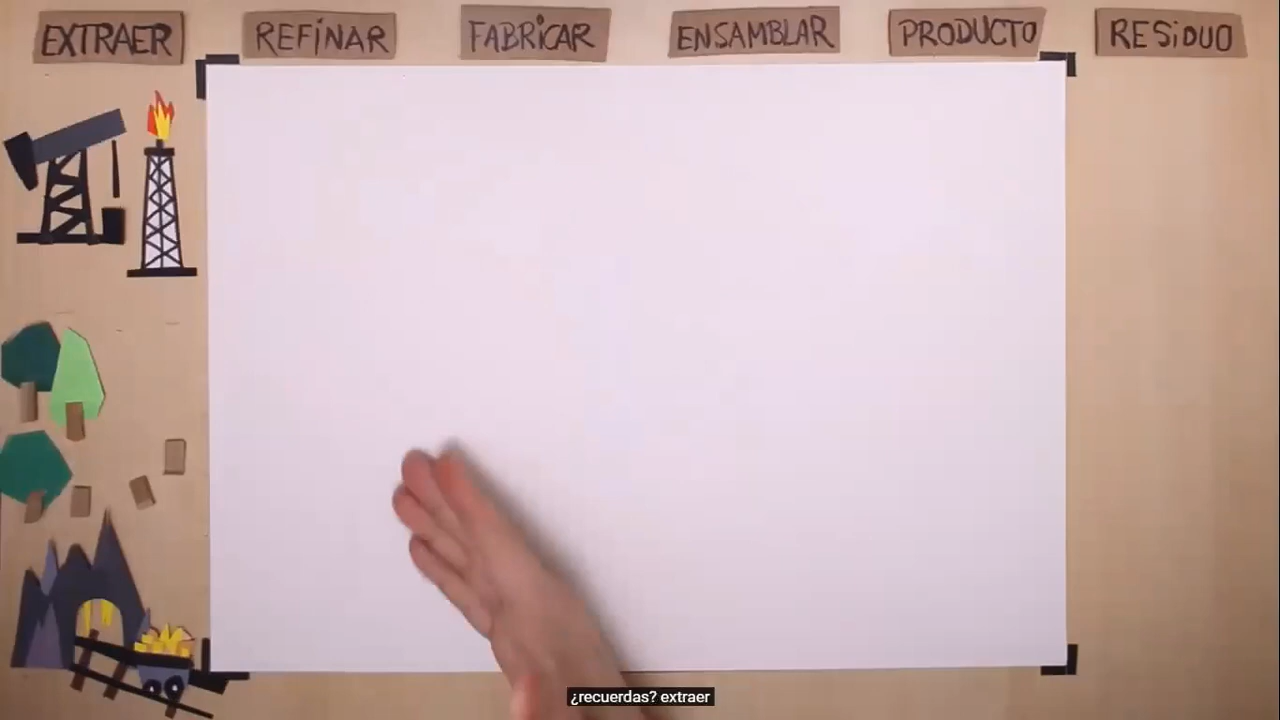 EXTRAER
REFINAR
FABRICAR
ENSAMBLAR
PRODUCTO
RESIDUO
¿recuerdas? extraer